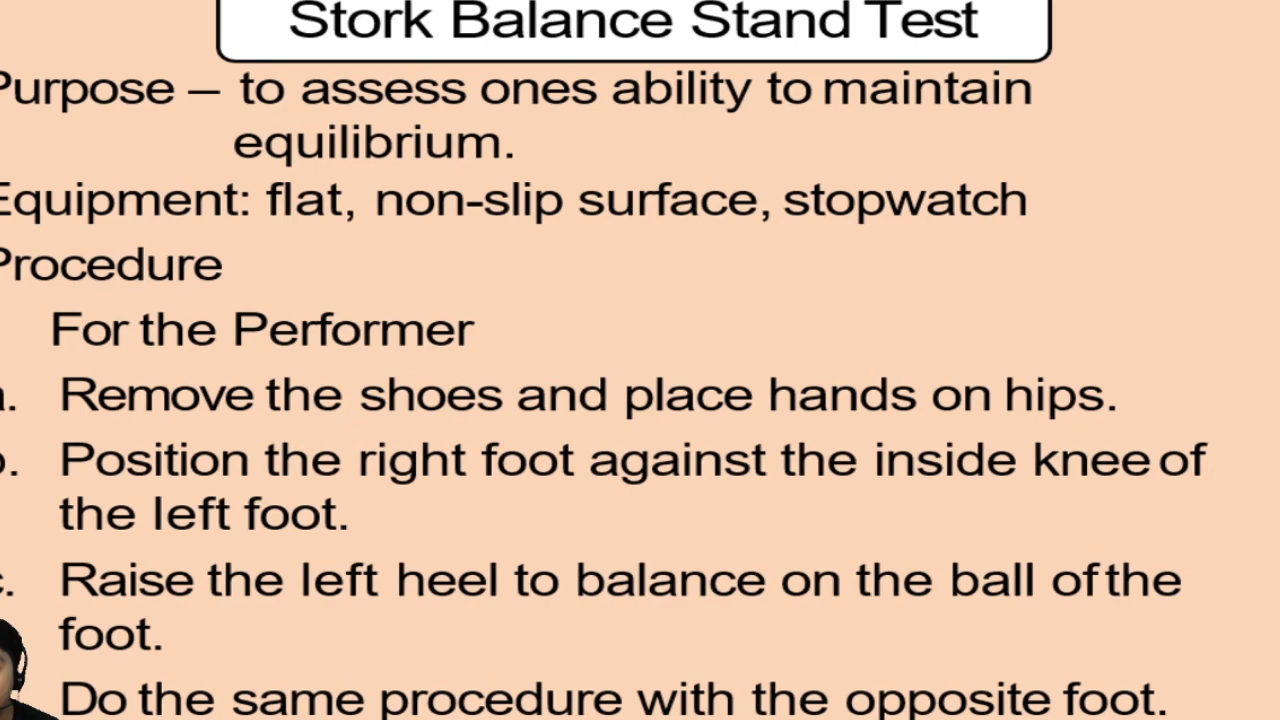 Stork Balance Stand Test
Purpose – to assess ones ability to maintain
equilibrium.
Equipment: flat, non-slip surface, stopwatch
Procedure
For the Performer
a. Remove the shoes and place hands on hips.
b. Position the right foot against the inside knee of
the left foot.
c. Raise the left heel to balance on the ball of the
foot.
Do the same procedure with the opposite foot.